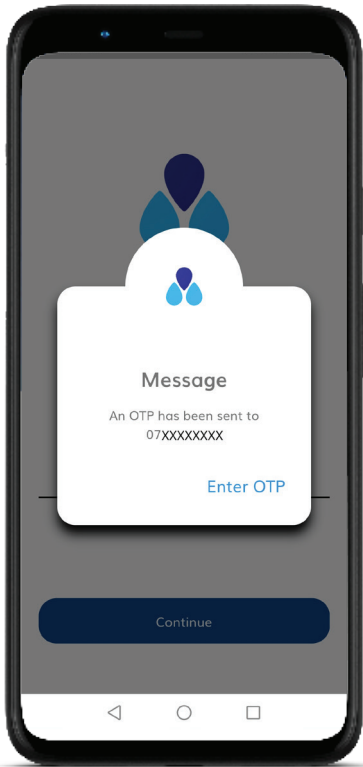 Message
An OTP has been sent to
07XXXXXXXX
Enter OTP
Continue